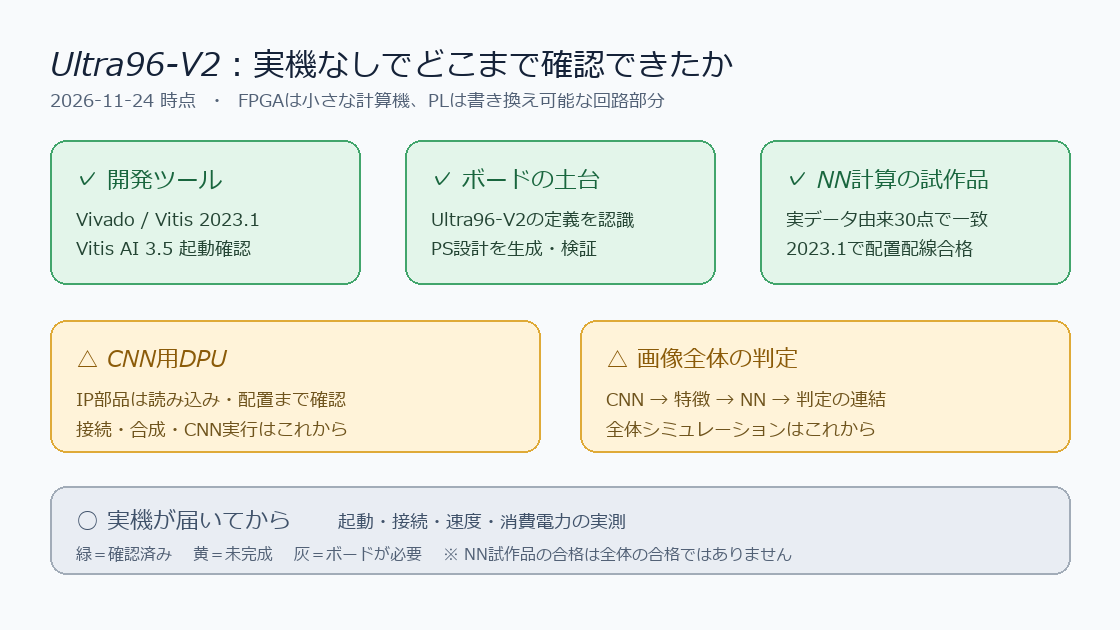 Ultra96-V2：実機なしでどこまで確認できたか
2026-11-24 時点 ・ FPGAは小さな計算機、PLは書き換え可能な回路部分
✓ 開発ツール
Vivado / Vitis 2023.1
Vitis AI 3.5 起動確認
✓ ボードの土台
Ultra96-V2の定義を認識
PS設計を生成・検証
✓ NN計算の試作品
実データ由来30点で一致
2023.1で配置配線合格
△ CNN用DPU
IP部品は読み込み・配置まで確認
接続・合成・CNN実行はこれから
△ 画像全体の判定
CNN → 特徴 → NN → 判定の連結
全体シミュレーションはこれから
○ 実機が届いてから 起動・接続・速度・消費電力の実測
緑＝確認済み 黄＝未完成 灰＝ボードが必要 ※ NN試作品の合格は全体の合格ではありません